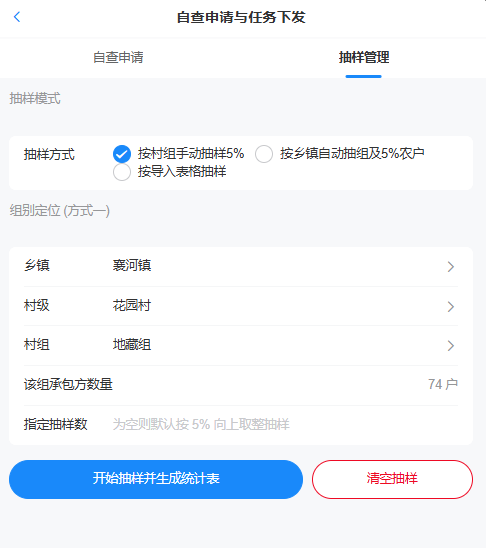 自查申请与任务下发
自查申请 抽样管理
抽样模式
抽样方式 按村组手动抽样5% 按乡镇自动抽组及5%农户
按导入表格抽样
组别定位 (方式一)
乡镇 襄河镇
村级 花园村
村组 地藏组
该组承包方数量 74 户
指定抽样数 为空则默认按 5% 向上取整抽样
开始抽样并生成统计表 清空抽样